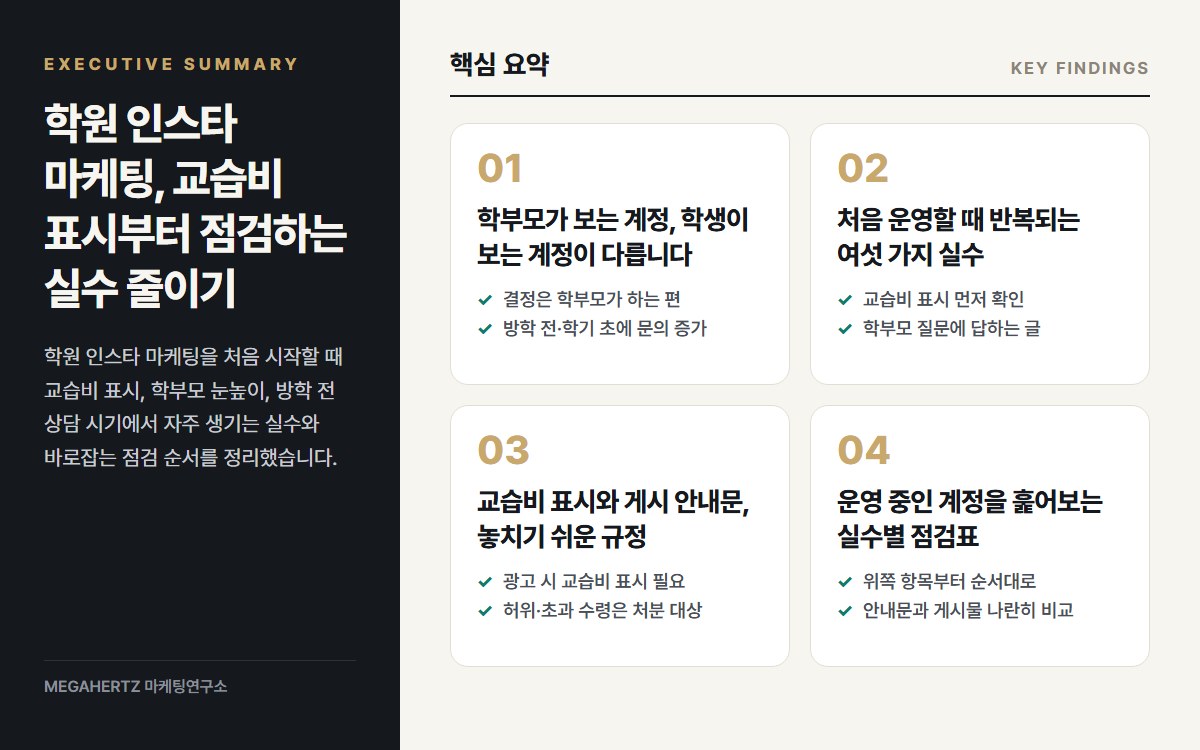 EXECUTIVE SUMMARY
학원 인스타
마케팅, 교습비
표시부터 점검하는
실수 줄이기
학원 인스타 마케팅을 처음 시작할 때
교습비 표시, 학부모 눈높이, 방학 전
상담 시기에서 자주 생기는 실수와
바로잡는 점검 순서를 정리했습니다.
MEGAHERTZ 마케팅연구소
핵심 요약
KEY FINDINGS
01
학부모가 보는 계정, 학생이
보는 계정이 다릅니다
✓ 결정은 학부모가 하는 편
✓ 방학 전·학기 초에 문의 증가
02
처음 운영할 때 반복되는
여섯 가지 실수
✓ 교습비 표시 먼저 확인
✓ 학부모 질문에 답하는 글
03
교습비 표시와 게시 안내문,
놓치기 쉬운 규정
✓ 광고 시 교습비 표시 필요
✓ 허위·초과 수령은 처분 대상
04
운영 중인 계정을 훑어보는
실수별 점검표
✓ 위쪽 항목부터 순서대로
✓ 안내문과 게시물 나란히 비교